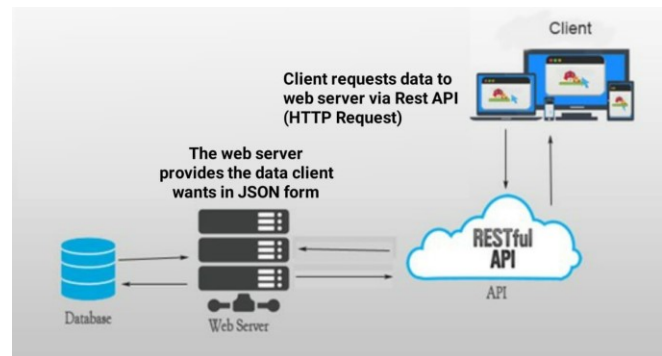 Client
Client requests data to
web server via Rest API
(HTTP Request)
The web server
provides the data client
wants in JSON form
RESTful
API
API
Database
Web Server